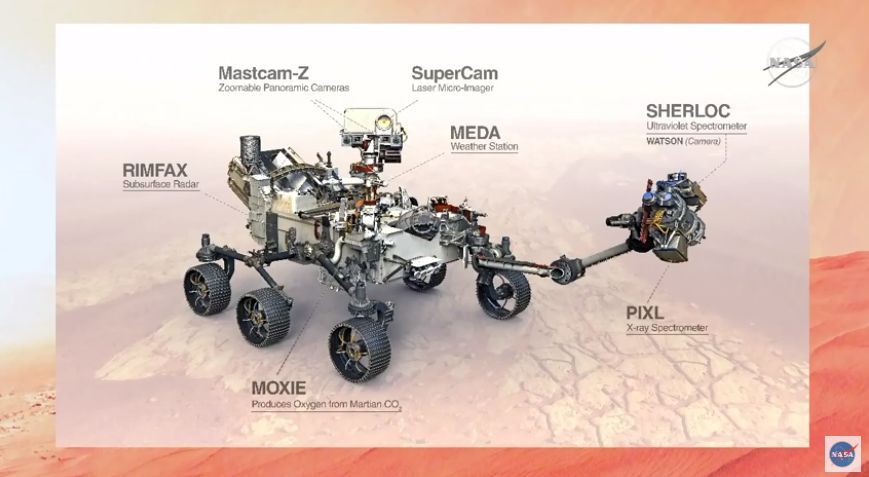 NASA
Mastcam-Z
Zoomable Panoramic Cameras
SuperCam
Laser Micro-Imager
SHERLOC
Ultraviolet Spectrometer
WATSON (Camera)
MEDA
Weather Station
RIMFAX
Subsurface Radar
PIXL
X-ray Spectrometer
MOXIE
Produces Oxygen from Martian CO₂
NASA